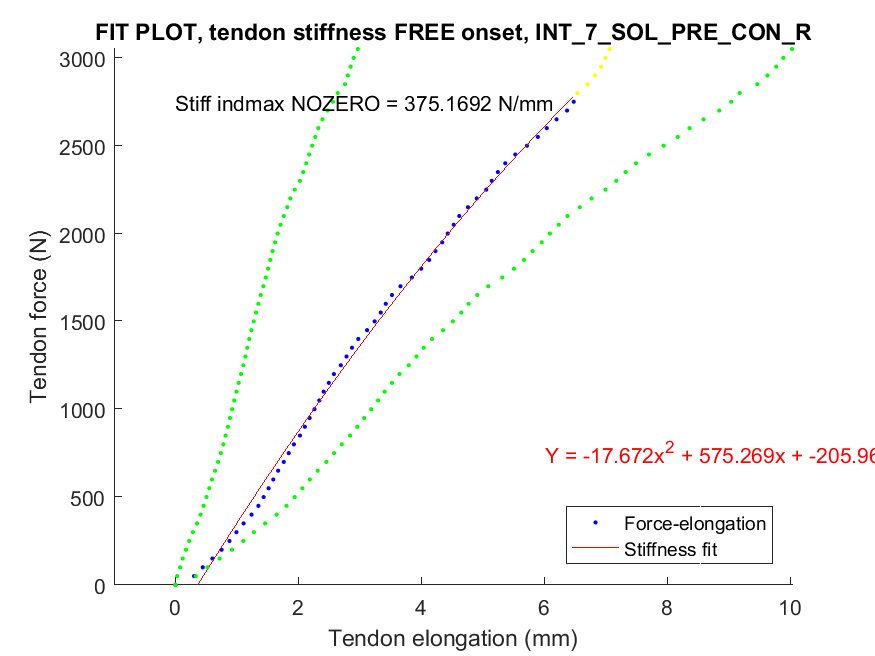 FIT PLOT, tendon stiffness FREE onset, INT_7_SOL_PRE_CON_R
3000
Stiff indmax NOZERO = 375.1692 N/mm
2500
2000
Tendon force (N)
1500
1000
Y = -17.672x² + 575.269x + -205.96
500
Force-elongation
Stiffness fit
0
0 2 4 6 8 10
Tendon elongation (mm)